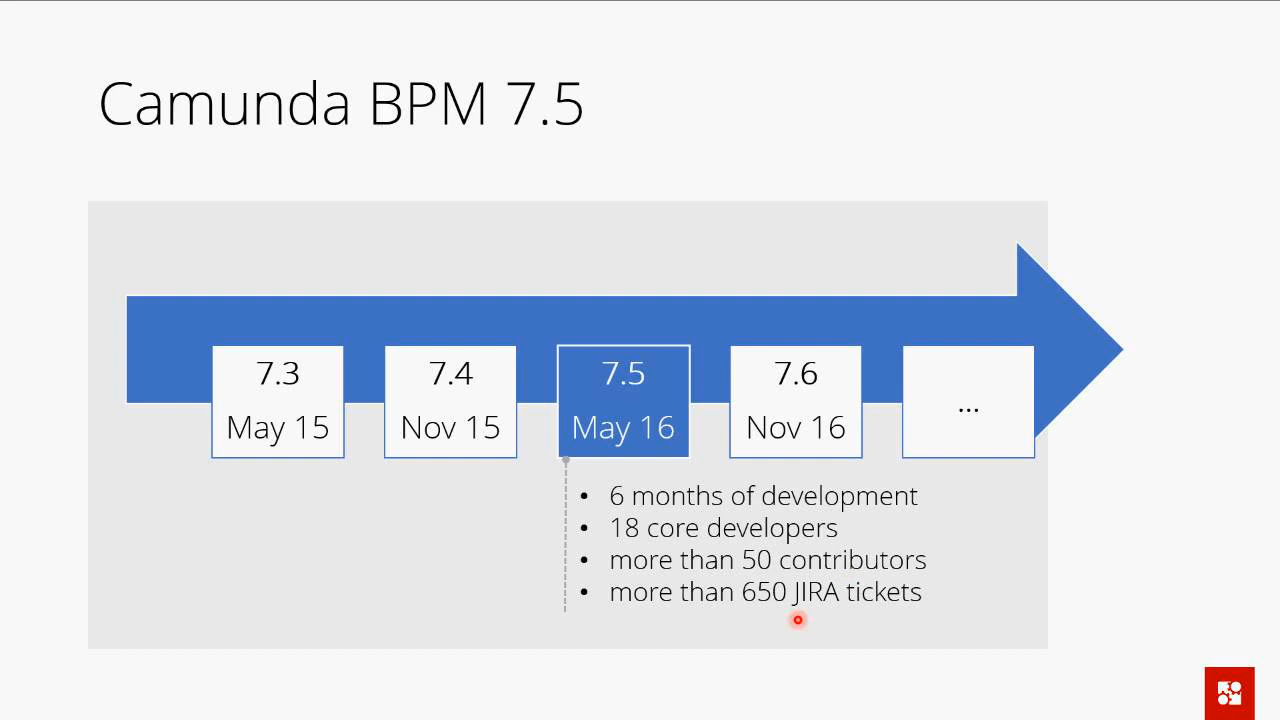 Camunda BPM 7.5
7.3
May 15
7.4
Nov 15
7.5
May 16
7.6
Nov 16
...
• 6 months of development
• 18 core developers
• more than 50 contributors
• more than 650 JIRA tickets